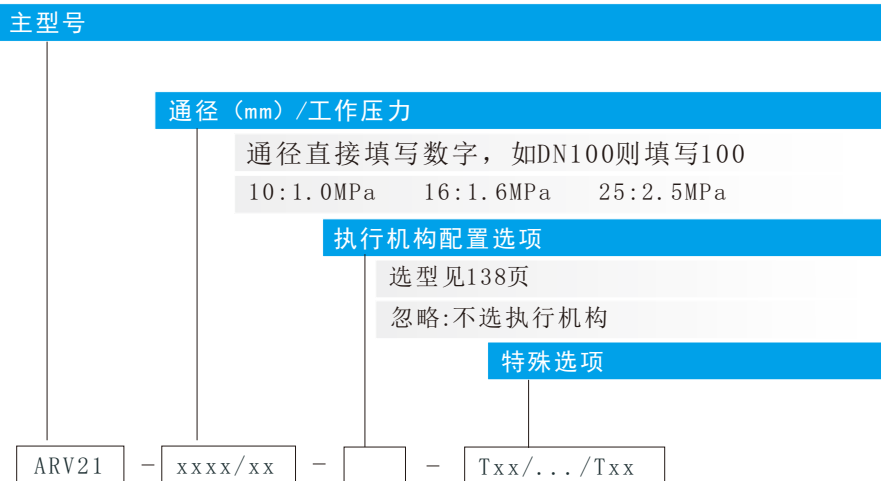 主型号
通径（mm）/工作压力
通径直接填写数字，如DN100则填写100
10:1.0MPa 16:1.6MPa 25:2.5MPa
执行机构配置选项
选型见138页
忽略:不选执行机构
特殊选项
ARV21 - xxxx/xx - - Txx/.../Txx